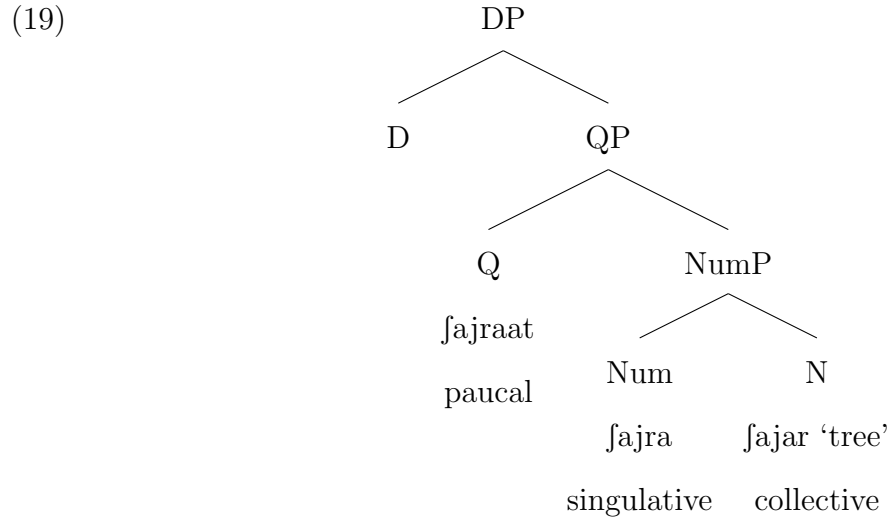 (19) DP
D QP
Q NumP
ʃajraat
paucal
Num N
ʃajra ʃajar ‘tree’
singulative collective